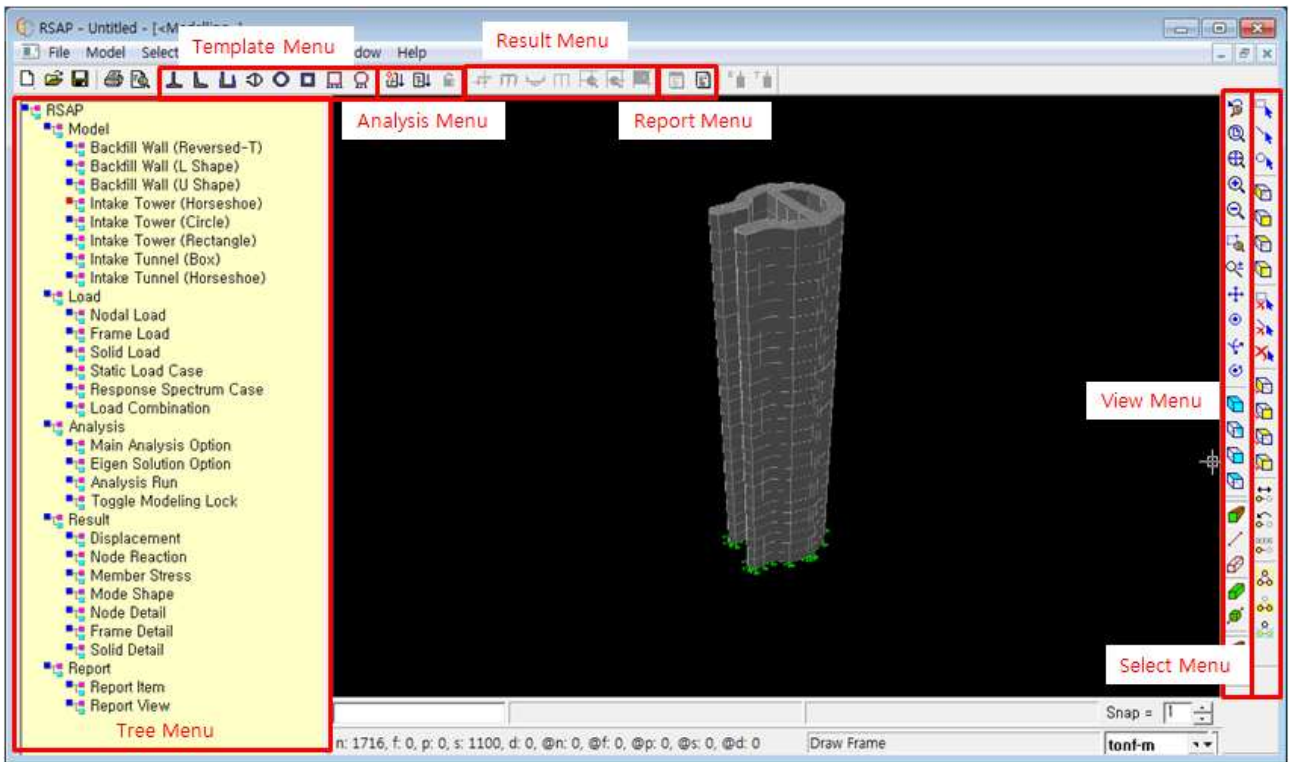 RSAP - Untitled - [<M
File Model Select dow Help
Template Menu
Result Menu
Analysis Menu
Report Menu
RSAP
Model
Backfill Wall (Reversed-T)
Backfill Wall (L Shape)
Backfill Wall (U Shape)
Intake Tower (Horseshoe)
Intake Tower (Circle)
Intake Tower (Rectangle)
Intake Tunnel (Box)
Intake Tunnel (Horseshoe)
Load
Nodal Load
Frame Load
Solid Load
Static Load Case
Response Spectrum Case
Load Combination
Analysis
Main Analysis Option
Eigen Solution Option
Analysis Run
Toggle Modeling Lock
Result
Displacement
Node Reaction
Member Stress
Mode Shape
Node Detail
Frame Detail
Solid Detail
Report
Report Item
Report View
Tree Menu
View Menu
Select Menu
Snap = 1
n: 1716, f: 0, p: 0, s: 1100, d: 0, @n: 0, @f: 0, @p: 0, @s: 0, @d: 0 Draw Frame tonf-m